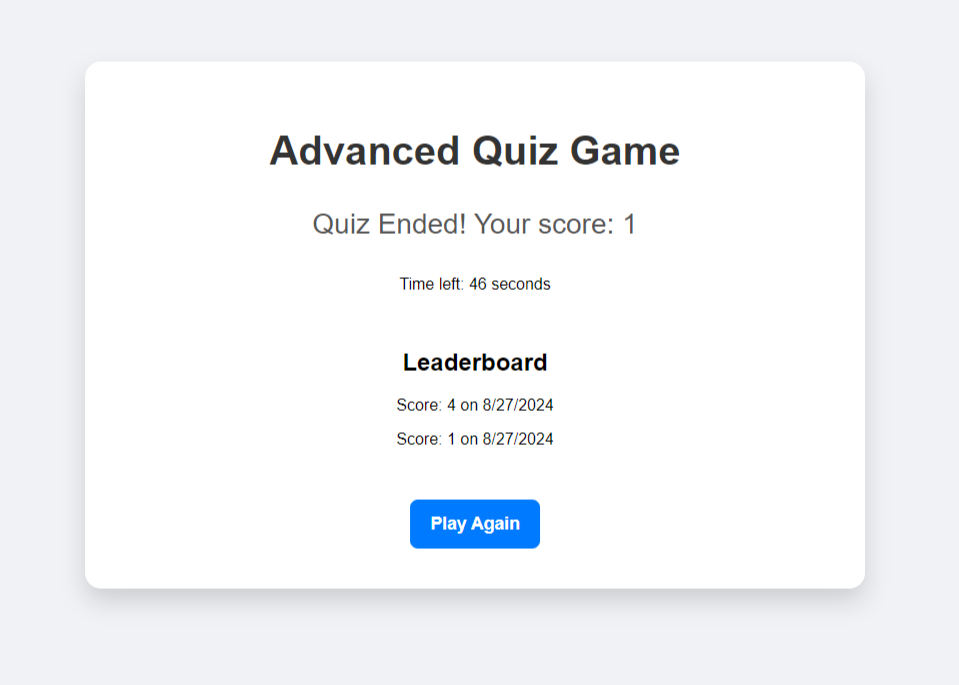 Advanced Quiz Game
Quiz Ended! Your score: 1
Time left: 46 seconds
Leaderboard
Score: 4 on 8/27/2024
Score: 1 on 8/27/2024
Play Again